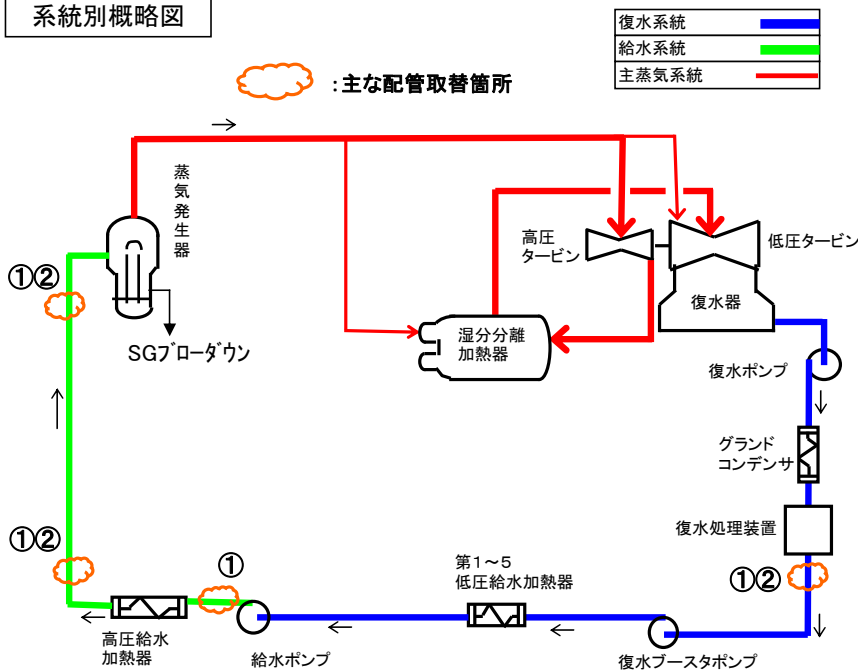 系統別概略図
復水系統
給水系統
主蒸気系統
:主な配管取替箇所
蒸気発生器
高圧
タービン
低圧タービン
①②
復水器
湿分分離
加熱器
SGブローダウン
復水ポンプ
グランド
コンデンサ
復水処理装置
①②
①
第1~5
低圧給水加熱器
①②
高圧給水
加熱器
給水ポンプ
復水ブースタポンプ